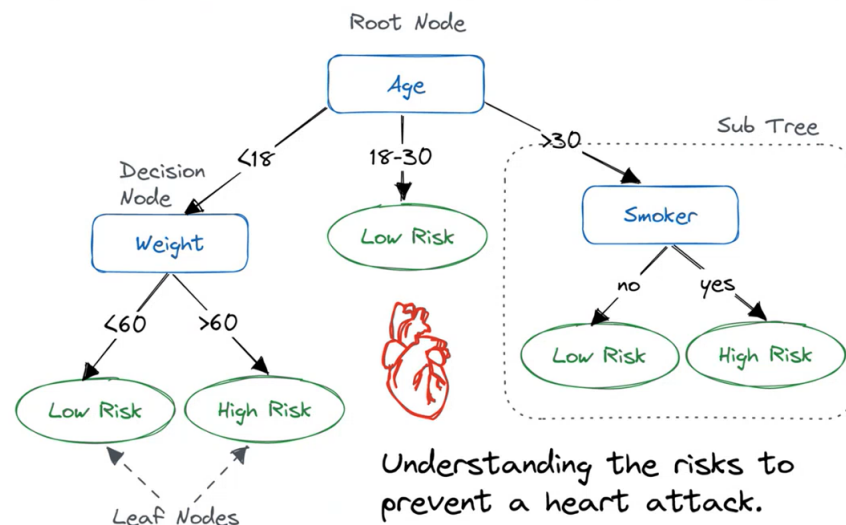 Root Node
Age
Sub Tree
<18
18-30
>30
Decision
Node
Weight
Low Risk
Smoker
<60
>60
no
yes
Low Risk
High Risk
Low Risk
High Risk
Understanding the risks to
prevent a heart attack.
Leaf Nodes